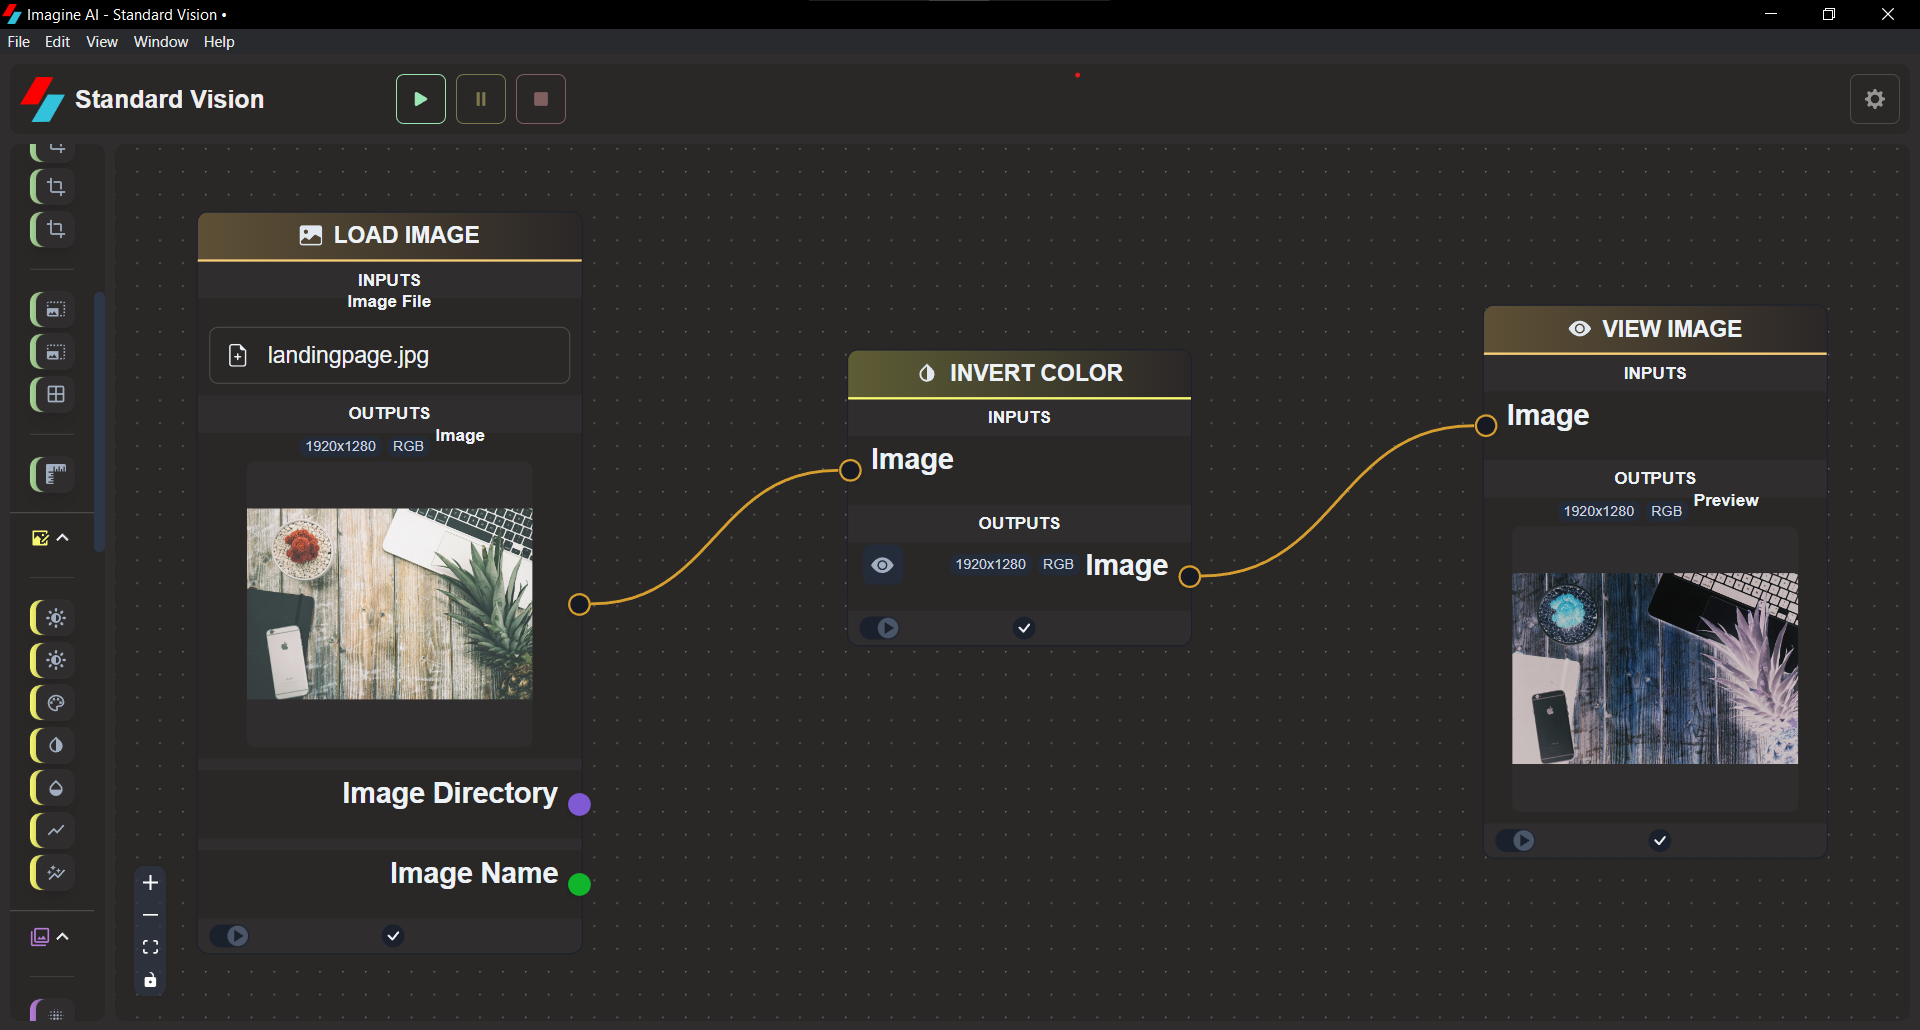 Imagine AI - Standard Vision •
File Edit View Window Help
Standard Vision
LOAD IMAGE
INPUTS
Image File
landingpage.jpg
OUTPUTS
1920x1280 RGB Image
Image Directory
Image Name
INVERT COLOR
INPUTS
Image
OUTPUTS
1920x1280 RGB Image
VIEW IMAGE
INPUTS
Image
OUTPUTS
1920x1280 RGB Preview